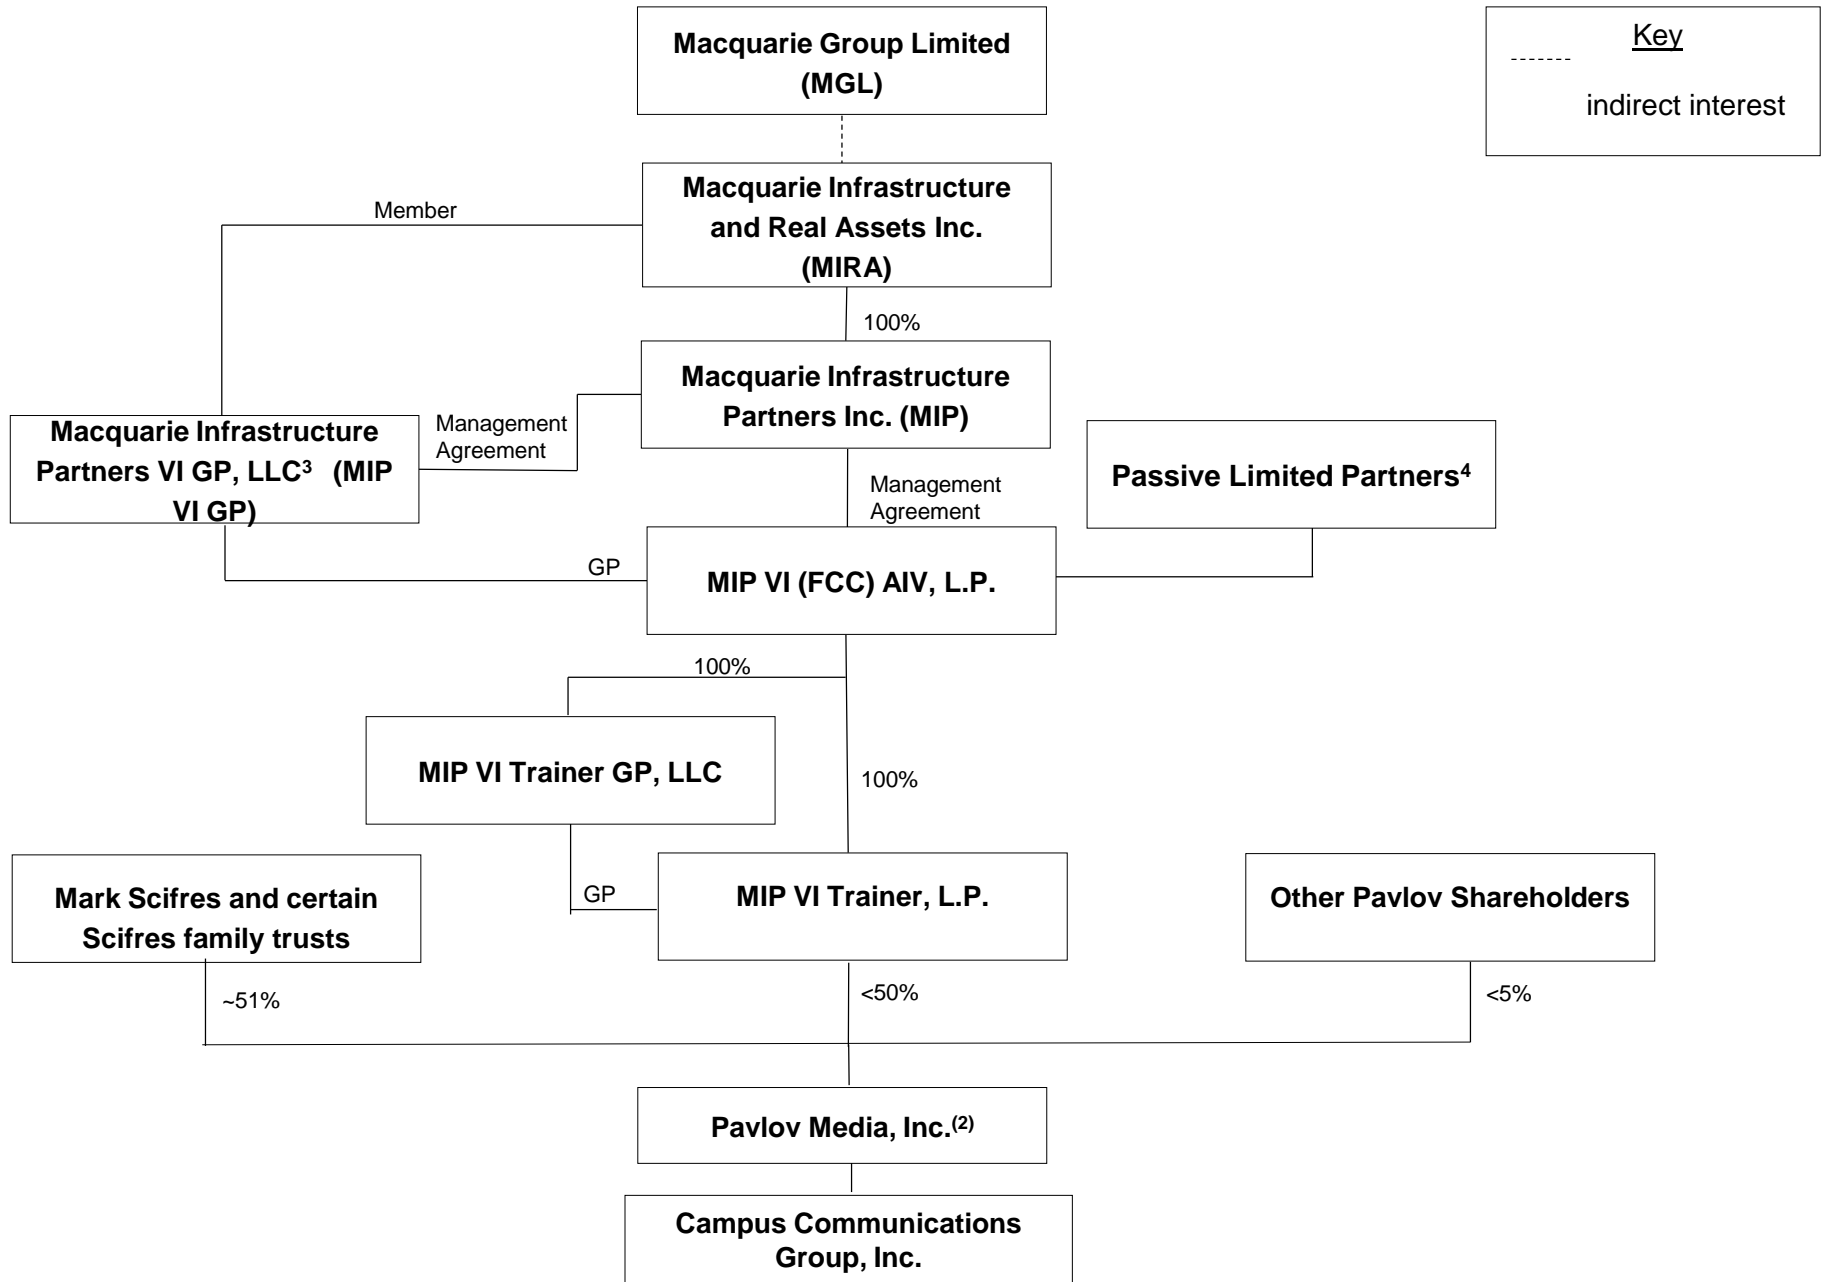 Macquarie Group Limited
(MGL)
Key
-------
indirect interest
Macquarie Infrastructure
and Real Assets Inc.
(MIRA)
Member
100%
Macquarie Infrastructure
Partners Inc. (MIP)
Macquarie Infrastructure
Partners VI GP, LLC³ (MIP
VI GP)
Management
Agreement
Passive Limited Partners⁴
Management
Agreement
GP
MIP VI (FCC) AIV, L.P.
100%
MIP VI Trainer GP, LLC
100%
Mark Scifres and certain
Scifres family trusts
GP
MIP VI Trainer, L.P.
Other Pavlov Shareholders
~51%
<50%
<5%
Pavlov Media, Inc.⁽²⁾
Campus Communications
Group, Inc.